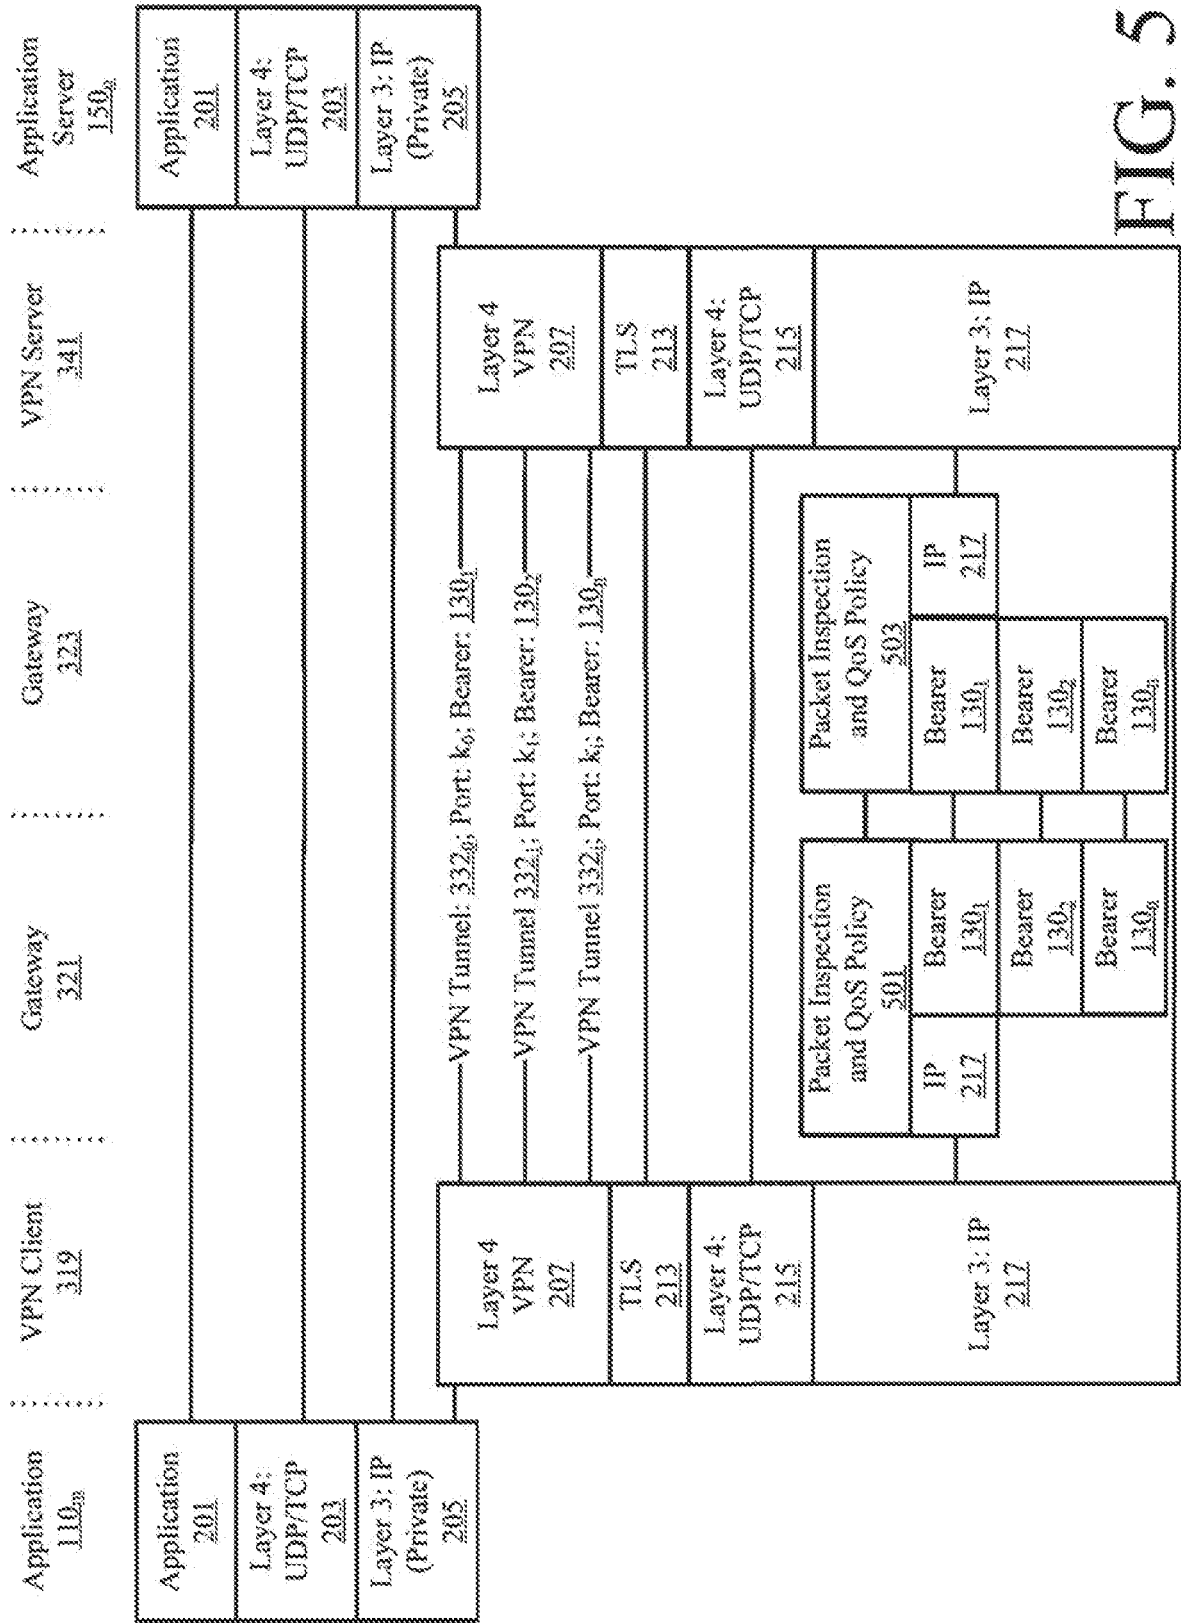 Application
110m
VPN Client
319
Gateway
321
Gateway
323
VPN Server
341
Application
Server
150n
Application
201
Layer 4:
UDP/TCP
203
Layer 3: IP
(Private)
205
Application
201
Layer 4:
UDP/TCP
203
Layer 3: IP
(Private)
205
Layer 4
VPN
207
TLS
213
Layer 4:
UDP/TCP
215
Layer 3: IP
217
VPN Tunnel: 3320; Port: k0; Bearer: 1301
VPN Tunnel 3321; Port: k1; Bearer: 1302
VPN Tunnel 332i; Port: ki; Bearer: 130n
Packet Inspection
and QoS Policy
501
IP
217
Bearer
1301
Bearer
1302
Bearer
130n
Packet Inspection
and QoS Policy
503
Bearer
1301
IP
217
Bearer
1302
Bearer
130n
Layer 4
VPN
207
TLS
213
Layer 4:
UDP/TCP
215
Layer 3: IP
217
FIG. 5